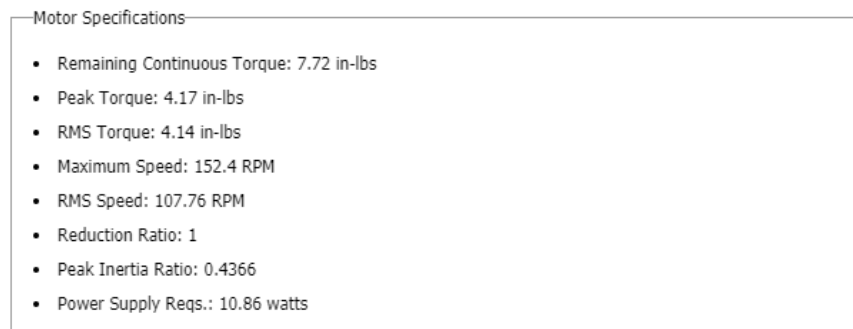 Motor Specifications
Remaining Continuous Torque: 7.72 in-lbs
Peak Torque: 4.17 in-lbs
RMS Torque: 4.14 in-lbs
Maximum Speed: 152.4 RPM
RMS Speed: 107.76 RPM
Reduction Ratio: 1
Peak Inertia Ratio: 0.4366
Power Supply Reqs.: 10.86 watts